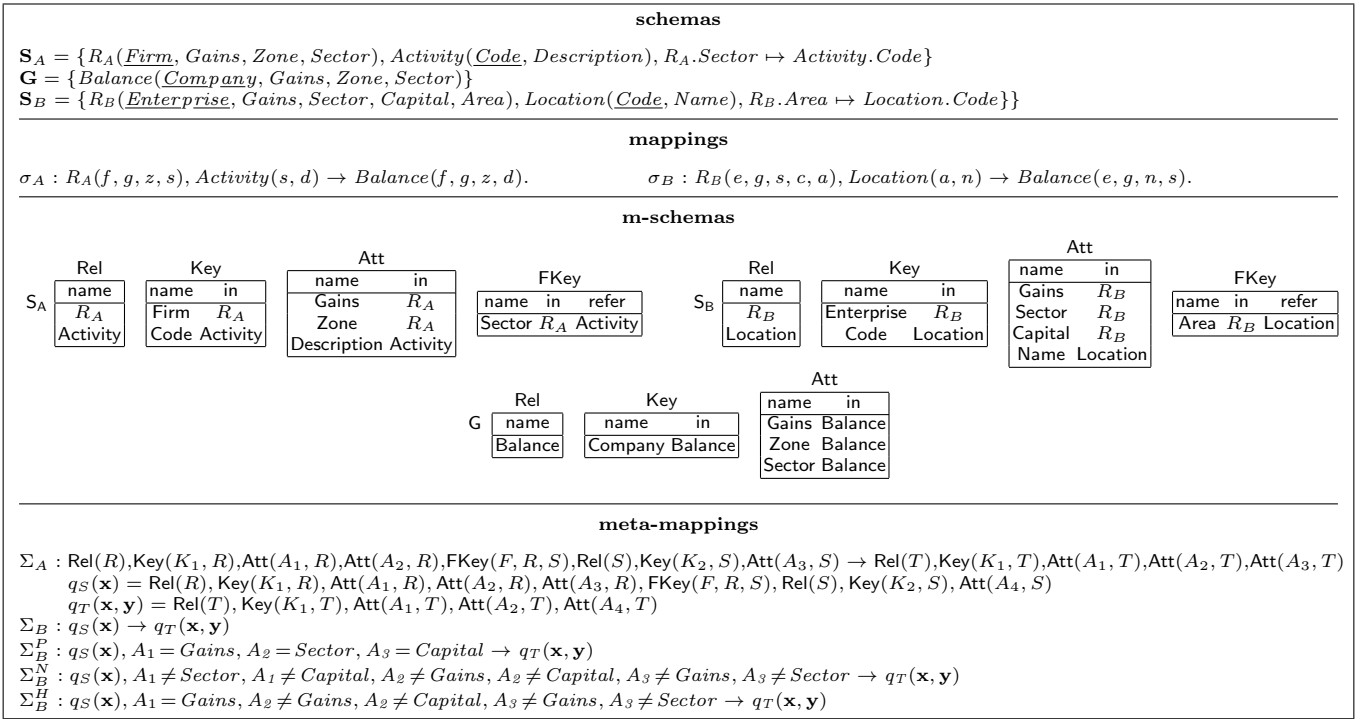 schemas
S_A = {R_A(Firm, Gains, Zone, Sector), Activity(Code, Description), R_A.Sector ↦ Activity.Code}
G = {Balance(Company, Gains, Zone, Sector)}
S_B = {R_B(Enterprise, Gains, Sector, Capital, Area), Location(Code, Name), R_B.Area ↦ Location.Code}}
mappings
σ_A : R_A(f, g, z, s), Activity(s, d) → Balance(f, g, z, d). σ_B : R_B(e, g, s, c, a), Location(a, n) → Balance(e, g, n, s).
m-schemas
S_A
Rel
name
R_A
Activity
Key
name in
Firm R_A
Code Activity
Att
name in
Gains R_A
Zone R_A
Description Activity
FKey
name in refer
Sector R_A Activity
S_B
Rel
name
R_B
Location
Key
name in
Enterprise R_B
Code Location
Att
name in
Gains R_B
Sector R_B
Capital R_B
Name Location
FKey
name in refer
Area R_B Location
G
Rel
name
Balance
Key
name in
Company Balance
Att
name in
Gains Balance
Zone Balance
Sector Balance
meta-mappings
Σ_A : Rel(R),Key(K_1, R),Att(A_1, R),Att(A_2, R),FKey(F, R, S),Rel(S),Key(K_2, S),Att(A_3, S) → Rel(T),Key(K_1, T),Att(A_1, T),Att(A_2, T),Att(A_3, T)
q_S(x) = Rel(R), Key(K_1, R), Att(A_1, R), Att(A_2, R), Att(A_3, R), FKey(F, R, S), Rel(S), Key(K_2, S), Att(A_4, S)
q_T(x, y) = Rel(T), Key(K_1, T), Att(A_1, T), Att(A_2, T), Att(A_4, T)
Σ_B : q_S(x) → q_T(x, y)
Σ_B^P : q_S(x), A_1 = Gains, A_2 = Sector, A_3 = Capital → q_T(x, y)
Σ_B^N : q_S(x), A_1 ≠ Sector, A_1 ≠ Capital, A_2 ≠ Gains, A_2 ≠ Capital, A_3 ≠ Gains, A_3 ≠ Sector → q_T(x, y)
Σ_B^H : q_S(x), A_1 = Gains, A_2 ≠ Gains, A_2 ≠ Capital, A_3 ≠ Gains, A_3 ≠ Sector → q_T(x, y)